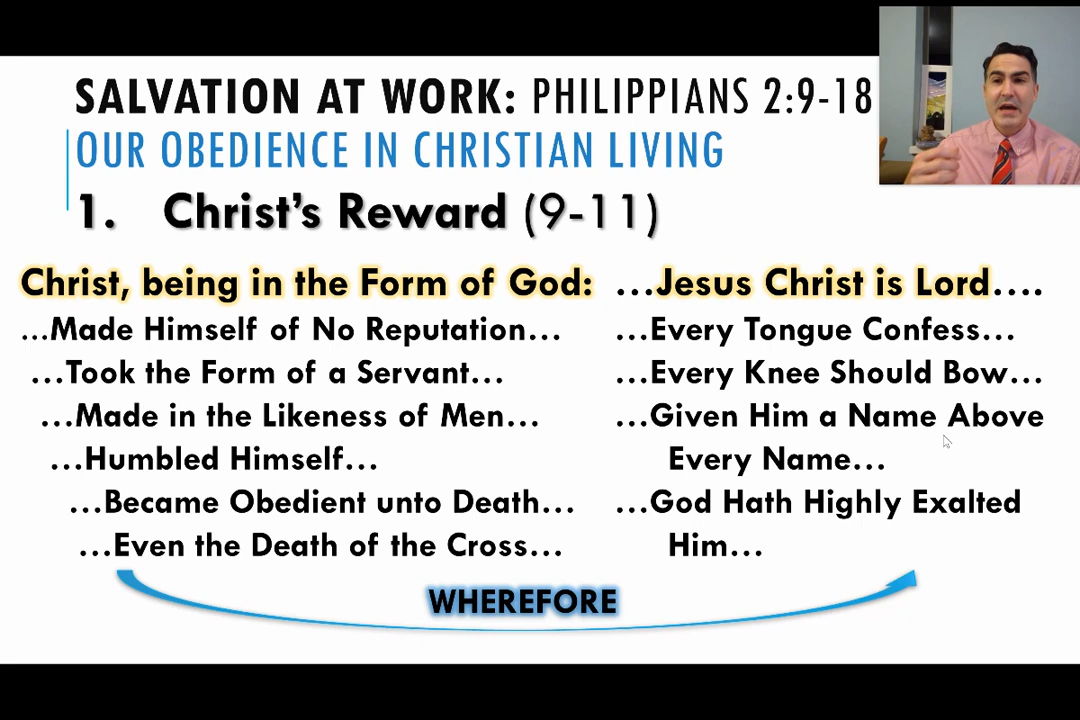 SALVATION AT WORK: PHILIPPIANS 2:9-18
OUR OBEDIENCE IN CHRISTIAN LIVING
1. Christ's Reward (9-11)
Christ, being in the Form of God:
...Made Himself of No Reputation...
...Took the Form of a Servant...
...Made in the Likeness of Men...
...Humbled Himself...
...Became Obedient unto Death...
...Even the Death of the Cross...
...Jesus Christ is Lord....
...Every Tongue Confess...
...Every Knee Should Bow...
...Given Him a Name Above
Every Name...
...God Hath Highly Exalted
Him...
WHEREFORE